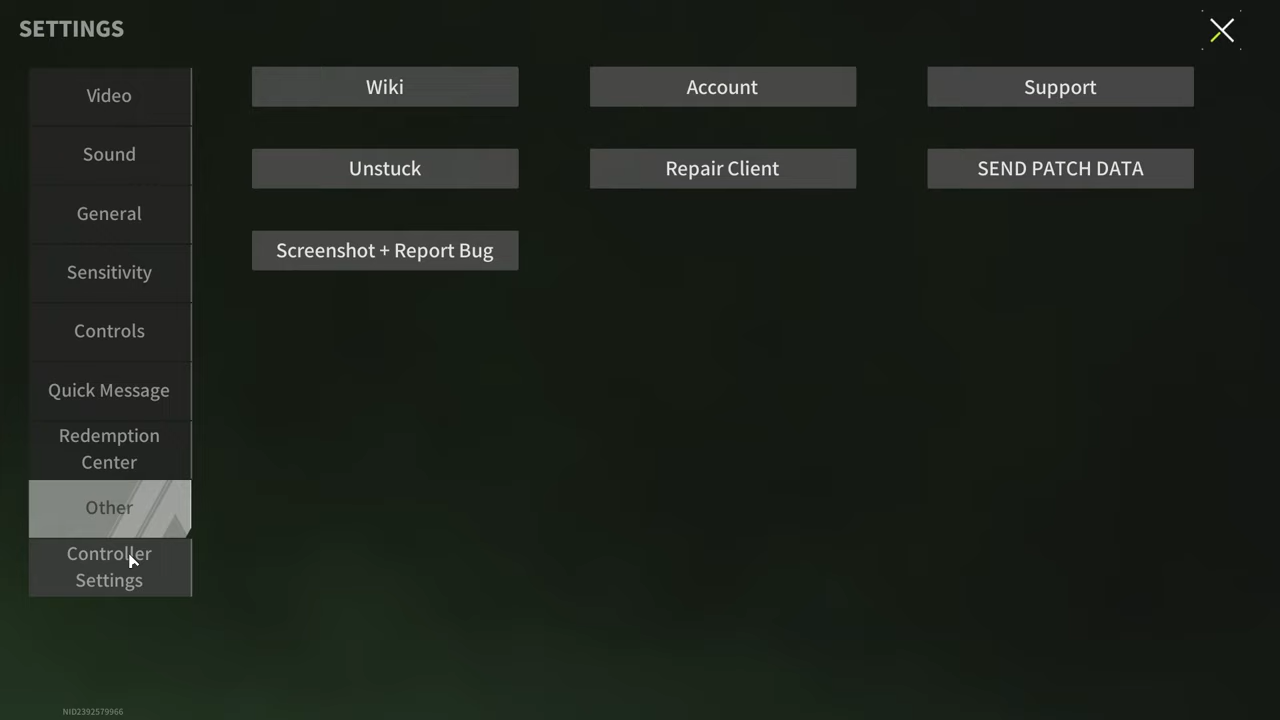 SETTINGS
Video
Sound
General
Sensitivity
Controls
Quick Message
Redemption
Center
Other
Controller
Settings
Wiki
Account
Support
Unstuck
Repair Client
SEND PATCH DATA
Screenshot + Report Bug
NID2392579966